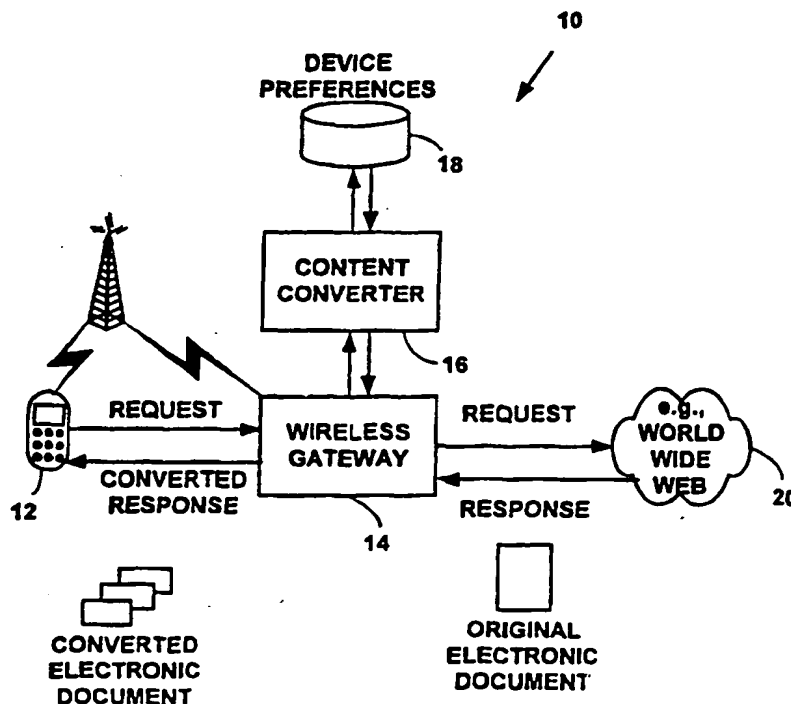 10
DEVICE
PREFERENCES
18
CONTENT
CONVERTER
16
REQUEST
WIRELESS
GATEWAY
REQUEST
e.g.,
WORLD
WIDE
WEB
CONVERTED
RESPONSE
RESPONSE
12
14
20
CONVERTED
ELECTRONIC
DOCUMENT
ORIGINAL
ELECTRONIC
DOCUMENT